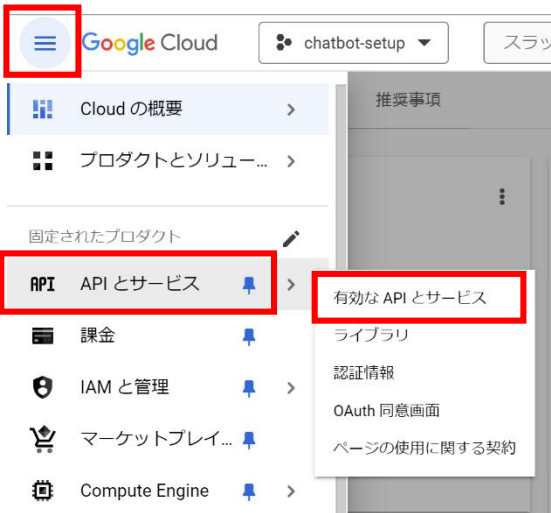 Google Cloud
chatbot-setup
スラッ
Cloud の概要
推奨事項
プロダクトとソリュー...
固定されたプロダクト
API API とサービス
有効な API とサービス
課金
ライブラリ
認証情報
IAM と管理
OAuth 同意画面
マーケットプレイ...
ページの使用に関する契約
Compute Engine